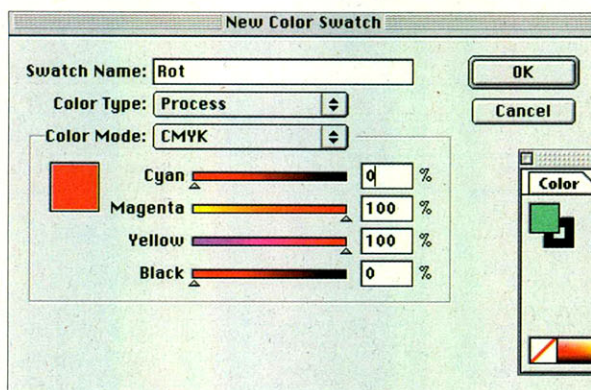 New Color Swatch
Swatch Name: Rot
OK
Color Type: Process
Cancel
Color Mode: CMYK
Cyan 0 %
Magenta 100 %
Yellow 100 %
Black 0 %
Color